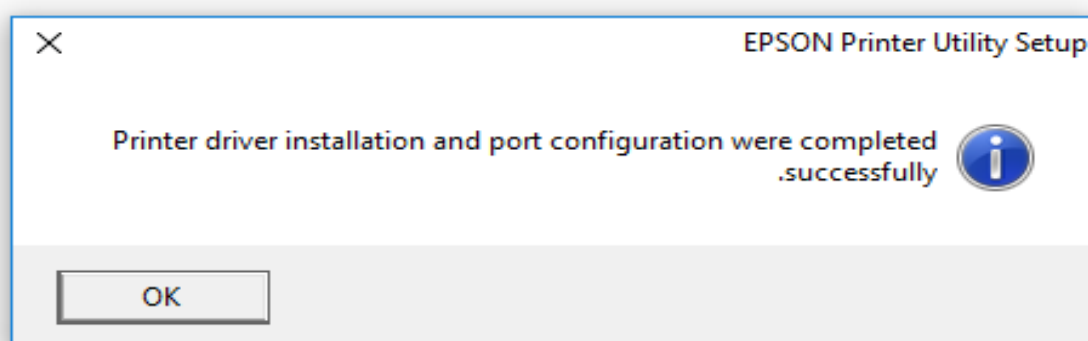 EPSON Printer Utility Setup
Printer driver installation and port configuration were completed
.successfully
OK